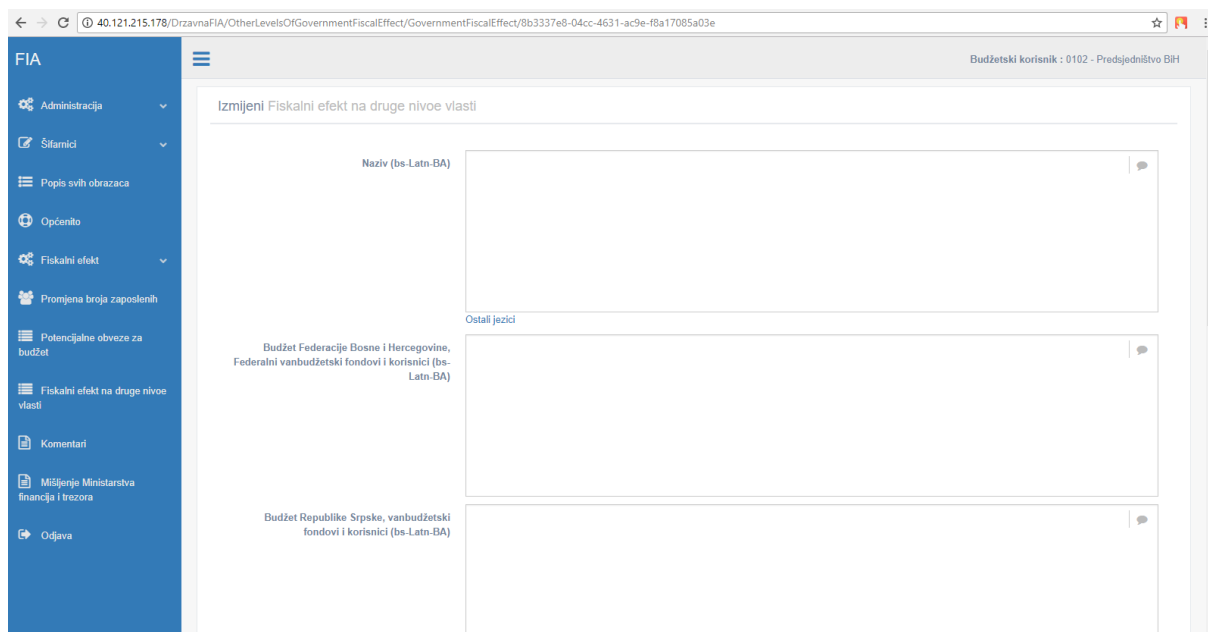 40.121.215.178/DrzavnaFIA/OtherLevelsOfGovernmentFiscalEffect/GovernmentFiscalEffect/8b3337e8-04cc-4631-ac9e-f8a17085a03e
FIA
Budžetski korisnik : 0102 - Predsjedništvo BiH
Administracija
Šifarnici
Popis svih obrazaca
Općenito
Fiskalni efekt
Promjena broja zaposlenih
Potencijalne obveze za
budžet
Fiskalni efekt na druge nivoe
vlasti
Komentari
Mišljenje Ministarstva
financija i trezora
Odjava
Izmijeni Fiskalni efekt na druge nivoe vlasti
Naziv (bs-Latn-BA)
Ostali jezici
Budžet Federacije Bosne i Hercegovine,
Federalni vanbudžetski fondovi i korisnici (bs-
Latn-BA)
Budžet Republike Srpske, vanbudžetski
fondovi i korisnici (bs-Latn-BA)